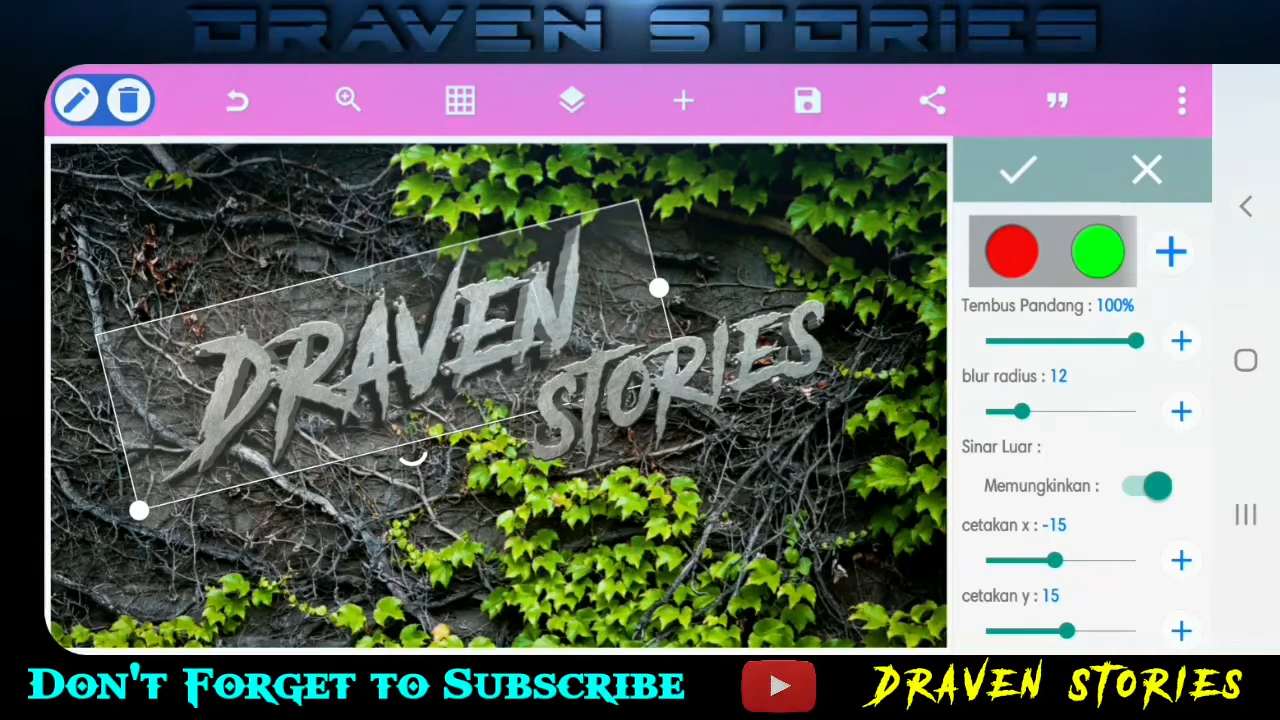 DRAVEN STORIES
Tembus Pandang : 100%
blur radius : 12
Sinar Luar :
Memungkinkan :
cetakan x : -15
cetakan y : 15
DRAVEN
STORIES
Don't Forget to Subscribe
DRAVEN STORIES